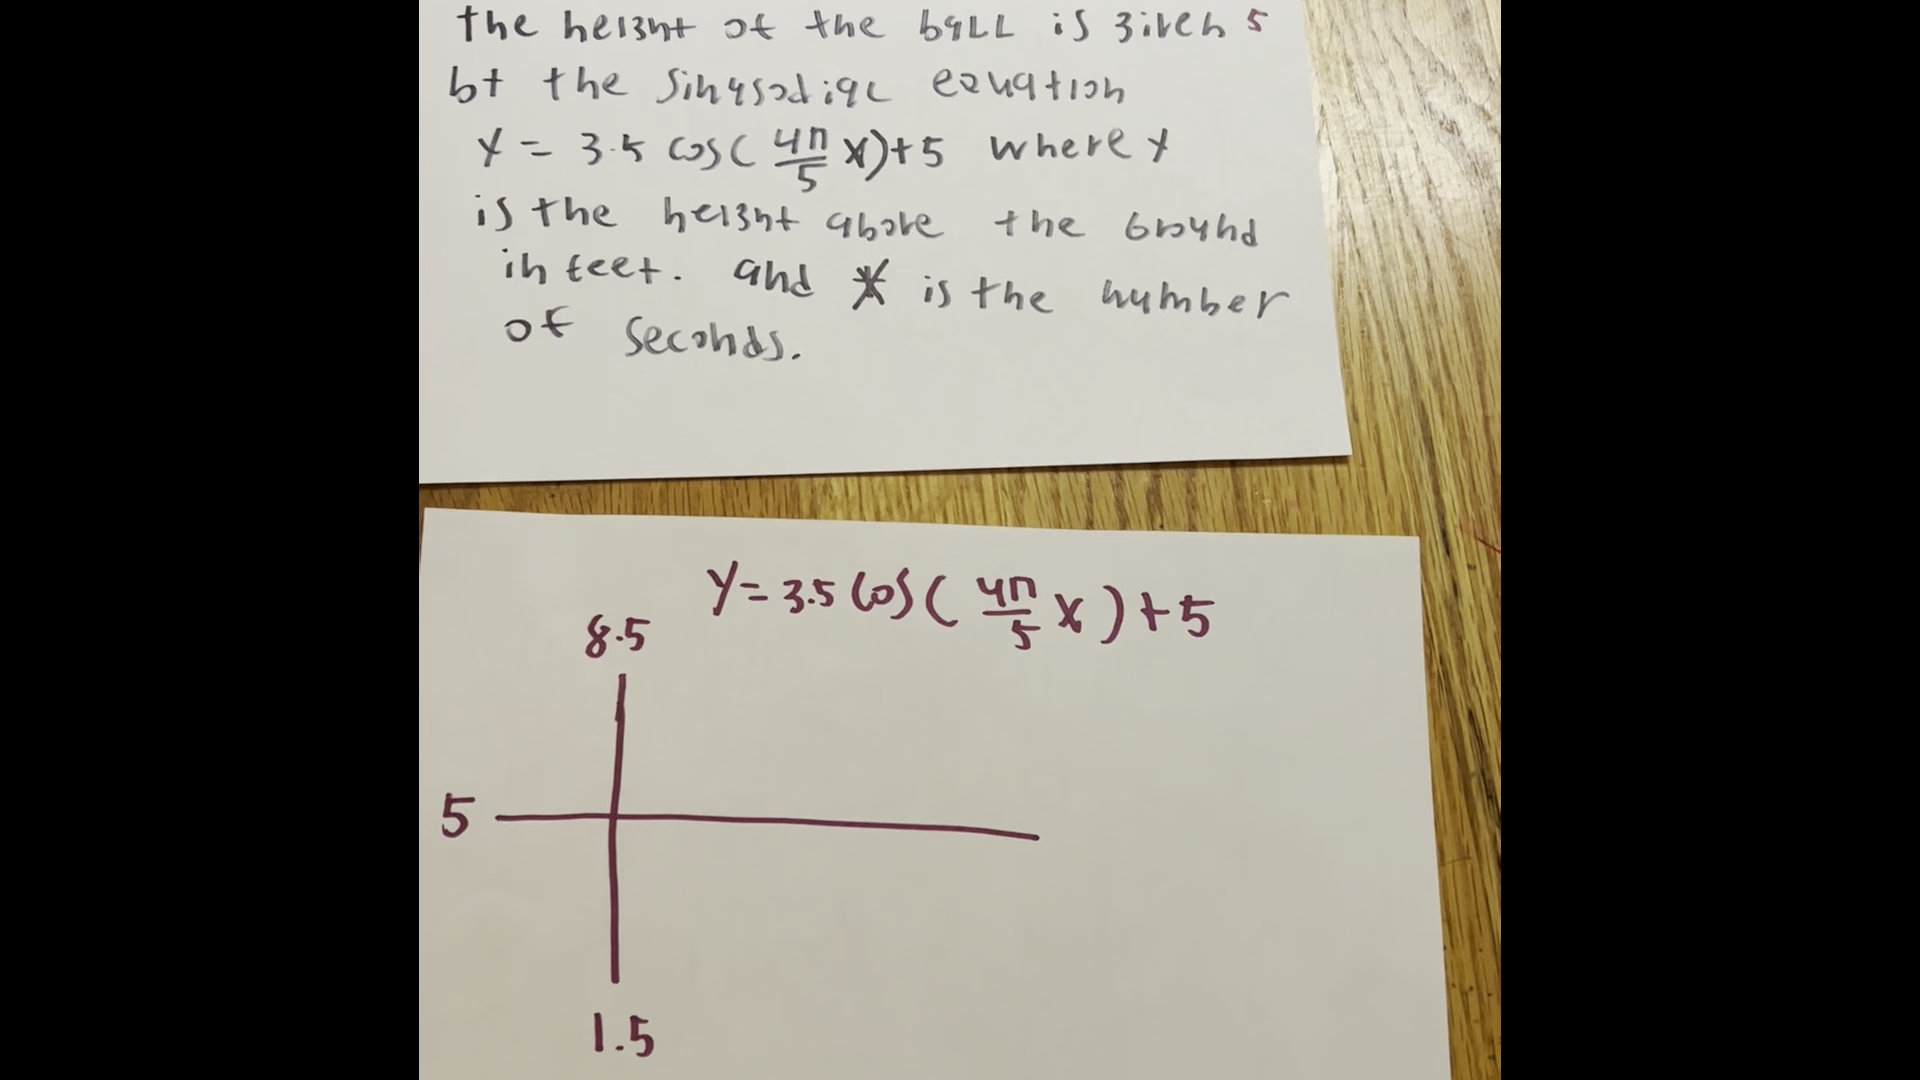 the height of the ball is given 5
by the sinusodial equation
y = 3.5 cos( 4π/5 x)+5 where y
is the height above the ground
in feet. and x is the number
of seconds.
y = 3.5 cos( 4π/5 x ) + 5
8.5
5
1.5